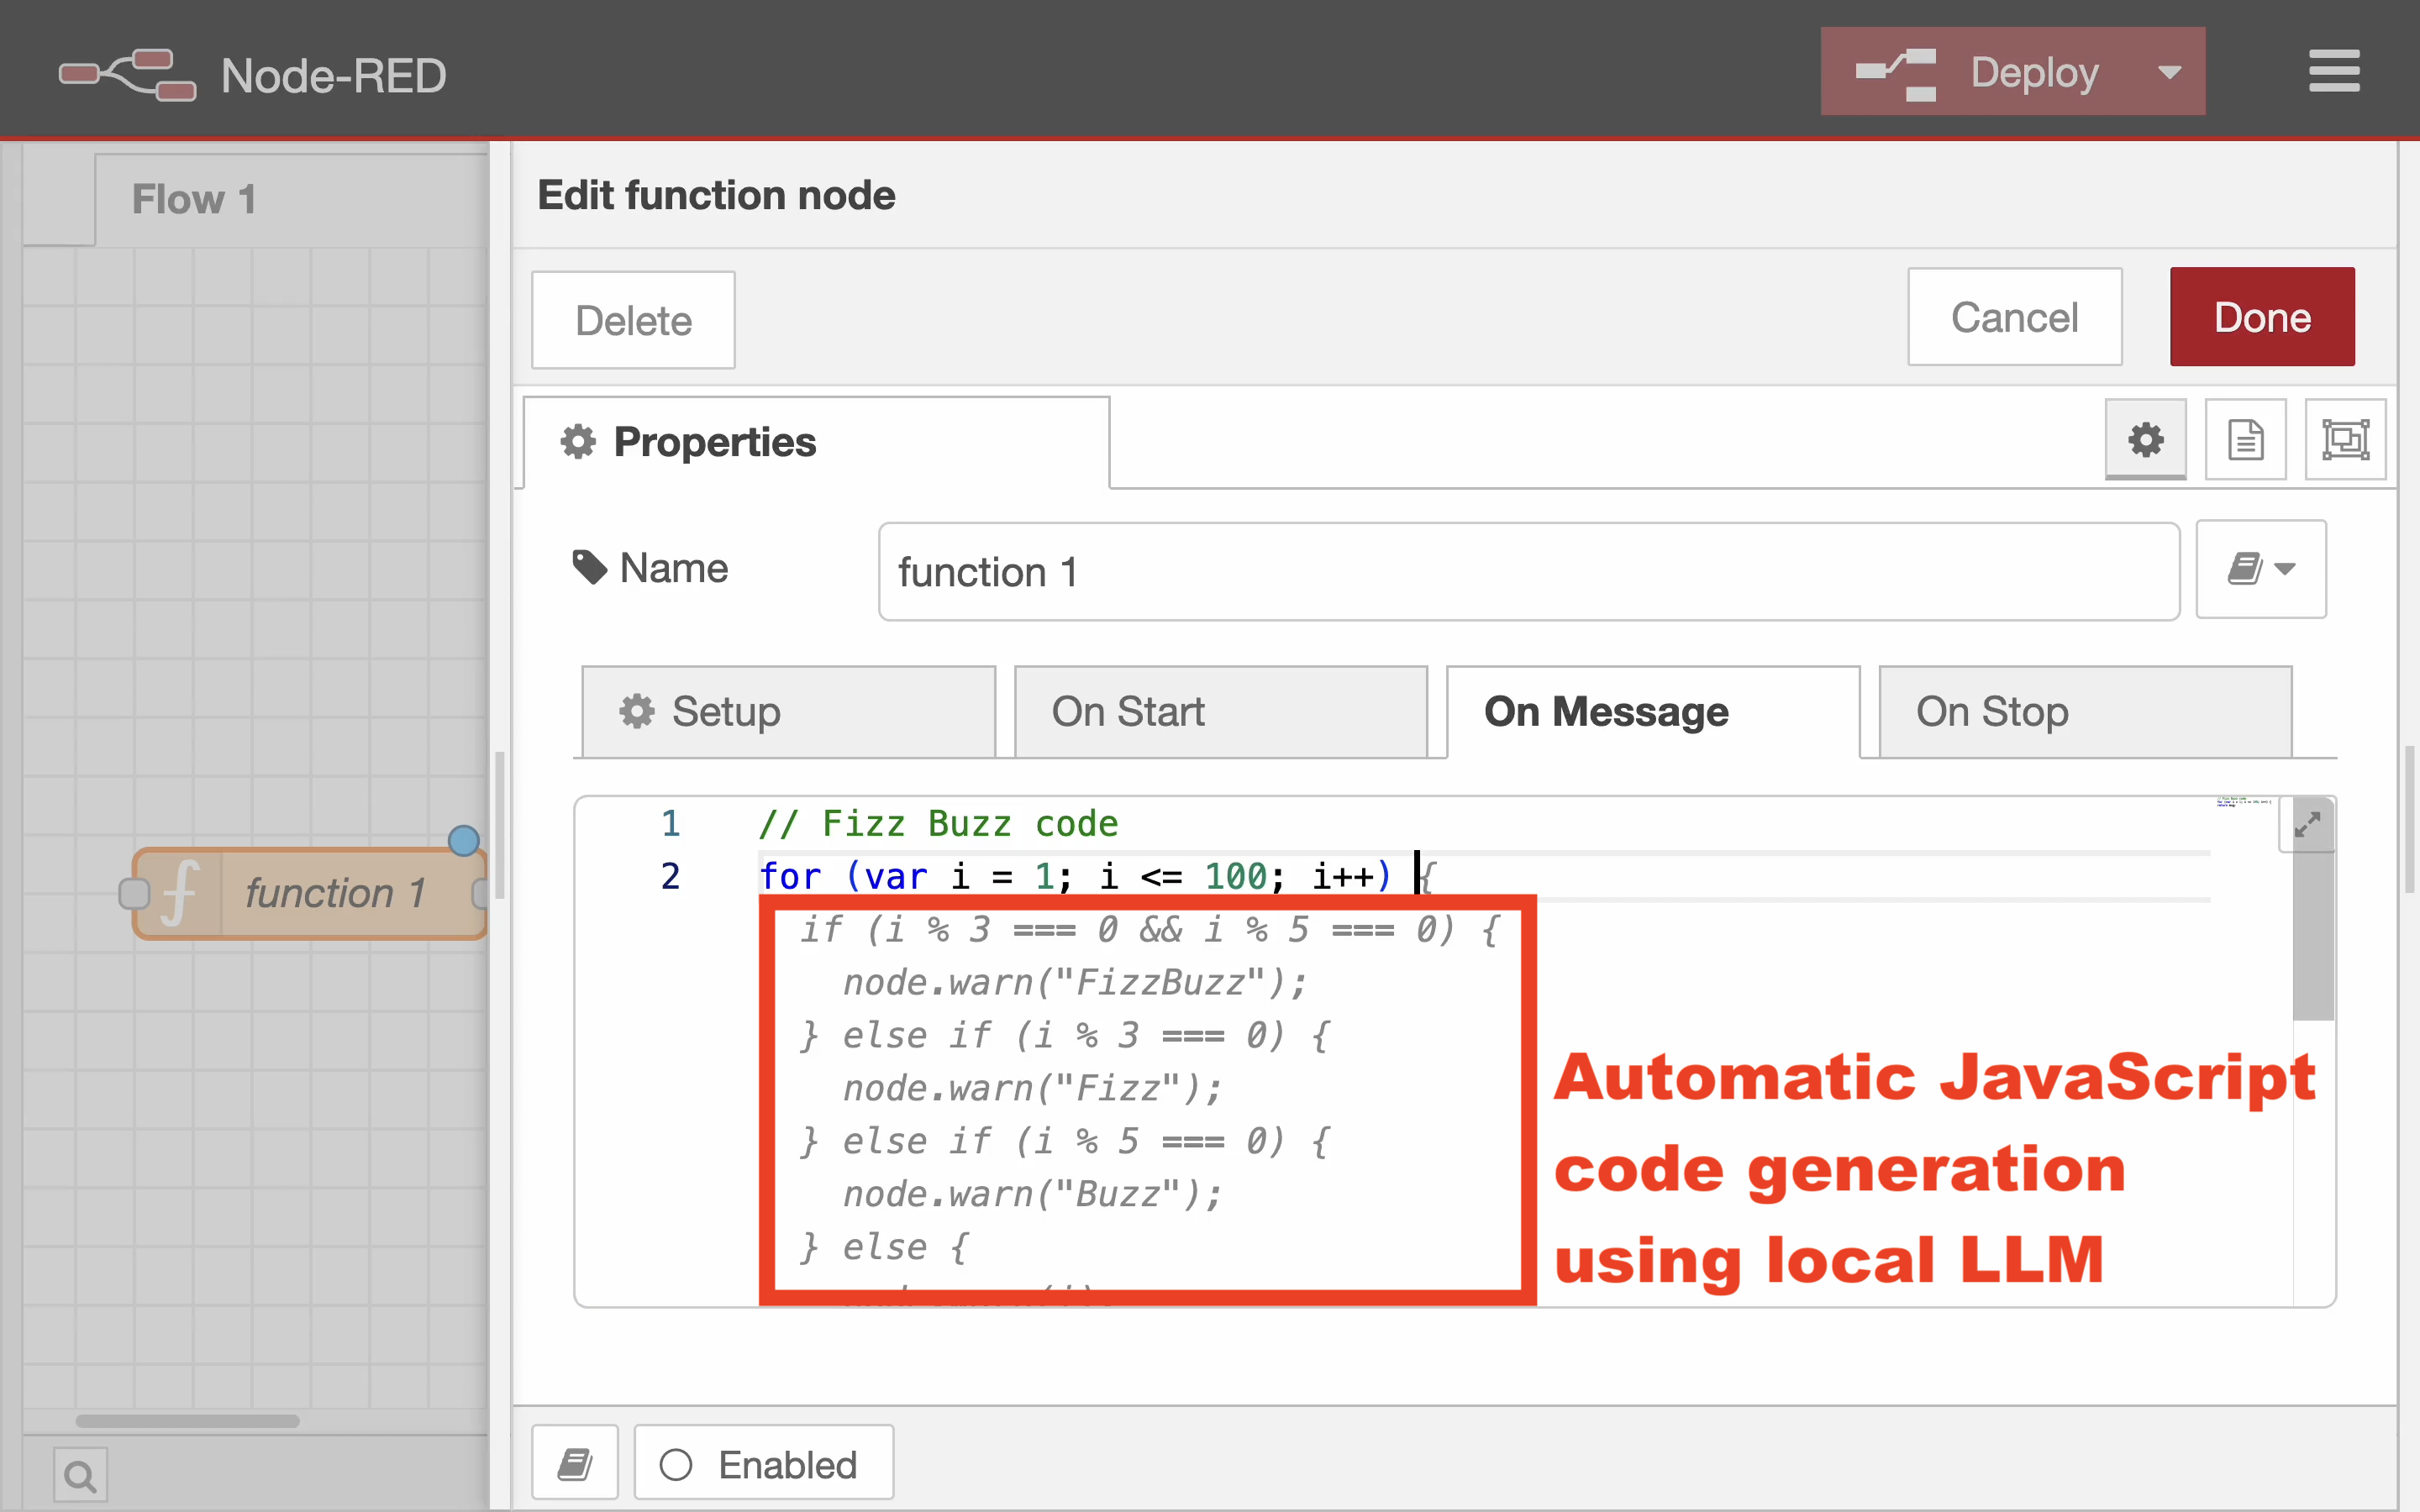 Node-RED
Deploy
Flow 1
Edit function node
Delete
Cancel
Done
Properties
Name
function 1
Setup
On Start
On Message
On Stop
1 // Fizz Buzz code
2 for (var i = 1; i <= 100; i++) {
if (i % 3 === 0 && i % 5 === 0) {
node.warn("FizzBuzz");
} else if (i % 3 === 0) {
node.warn("Fizz");
} else if (i % 5 === 0) {
node.warn("Buzz");
} else {
function 1
Automatic JavaScript
code generation
using local LLM
Enabled